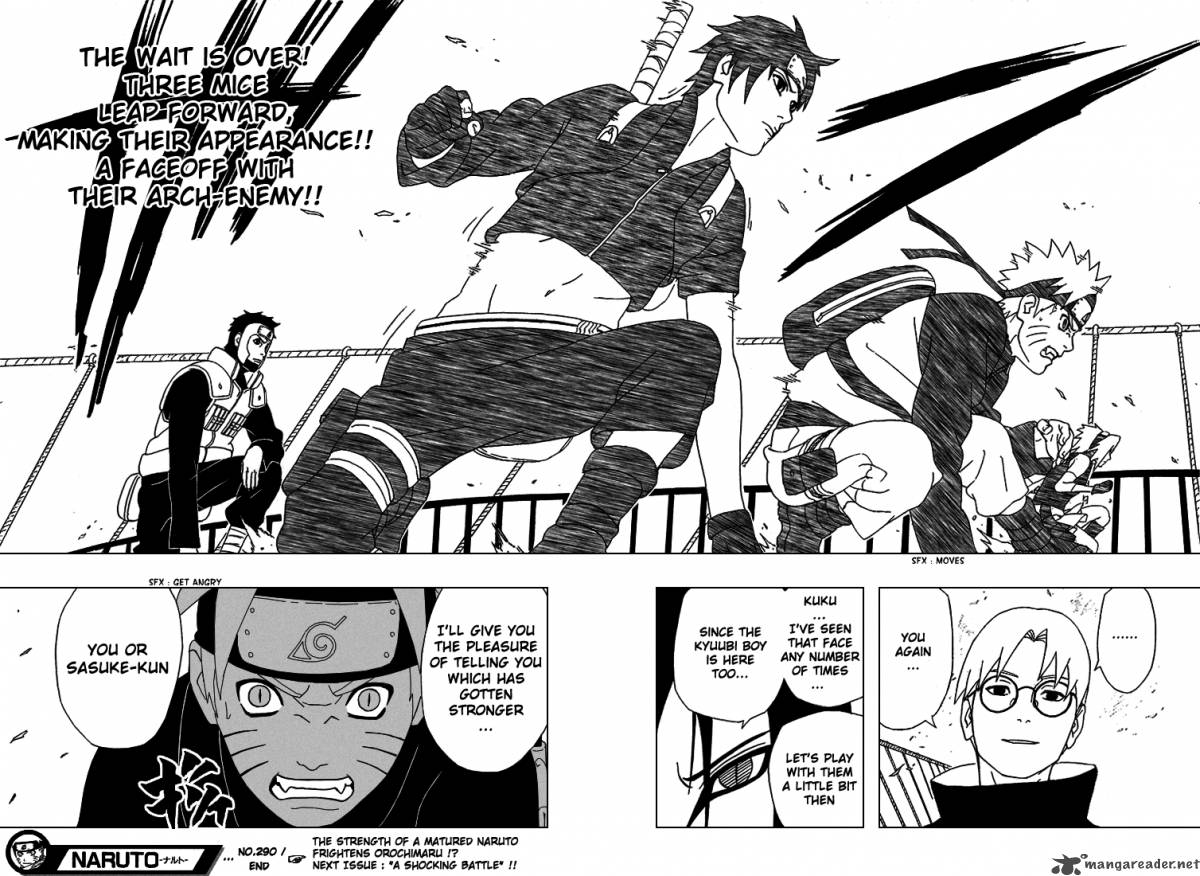 THE WAIT IS OVER!
THREE MICE
LEAP FORWARD,
MAKING THEIR APPEARANCE!!
A FACEOFF WITH
THEIR ARCH-ENEMY!!
SFX : MOVES
......
YOU
AGAIN
...
KUKU
...
I'VE SEEN
THAT FACE
ANY NUMBER
OF TIMES
...
SINCE THE
KYUUBI BOY
IS HERE
TOO...
LET'S PLAY
WITH THEM
A LITTLE BIT
THEN
SFX : GET ANGRY
I'LL GIVE YOU
THE PLEASURE
OF TELLING YOU
WHICH HAS
GOTTEN
STRONGER
...
YOU OR
SASUKE-KUN
NARUTO -ナルト-
... NO.290 /
END
THE STRENGTH OF A MATURED NARUTO
FRIGHTENS OROCHIMARU !?
NEXT ISSUE : "A SHOCKING BATTLE" !!
mangareader.net